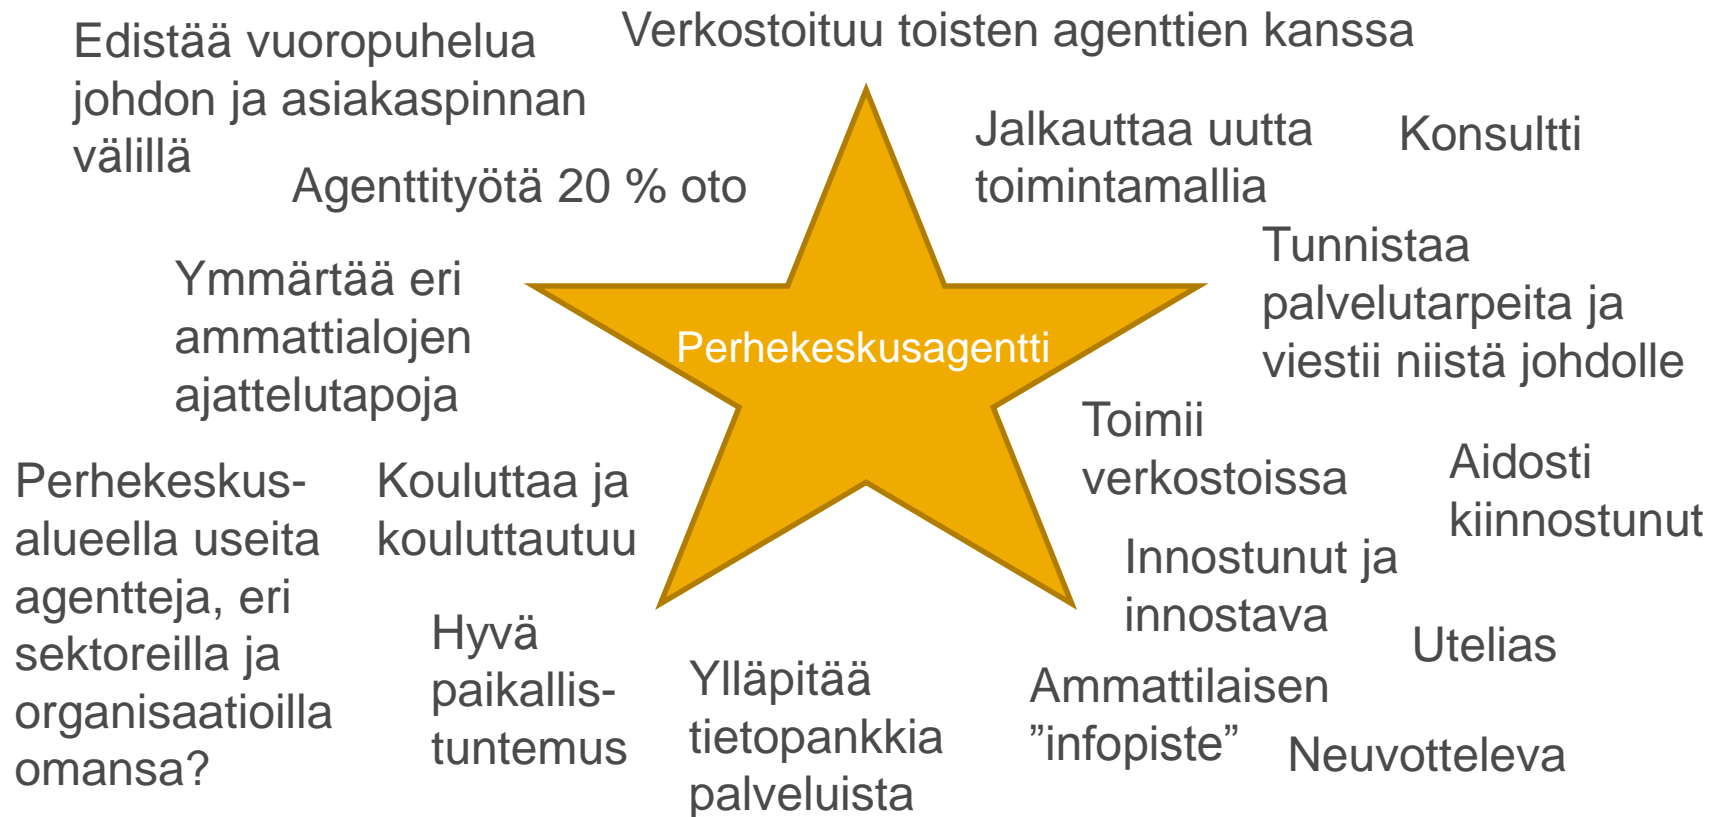 Edistää vuoropuhelua
johdon ja asiakaspinnan
välillä
Verkostoituu toisten agenttien kanssa
Agenttityötä 20 % oto
Jalkauttaa uutta
toimintamallia
Konsultti
Ymmärtää eri
ammattialojen
ajattelutapoja
Perhekeskusagentti
Tunnistaa
palvelutarpeita ja
viestii niistä johdolle
Perhekeskus-
alueella useita
agentteja, eri
sektoreilla ja
organisaatioilla
omansa?
Kouluttaa ja
kouluttautuu
Toimii
verkostoissa
Aidosti
kiinnostunut
Innostunut ja
innostava
Hyvä
paikallis-
tuntemus
Ylläpitää
tietopankkia
palveluista
Ammattilaisen
”infopiste”
Utelias
Neuvotteleva